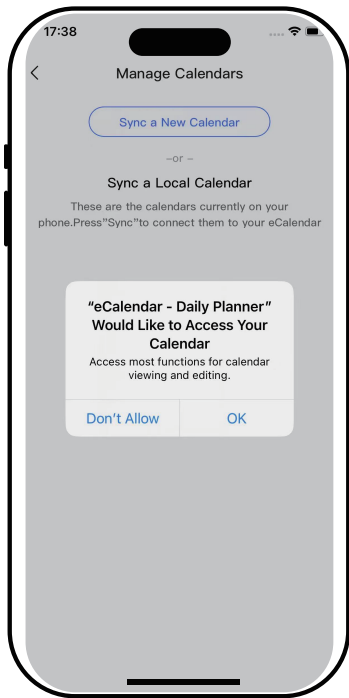 17:38
Manage Calendars
Sync a New Calendar
-or -
Sync a Local Calendar
These are the calendars currently on your
phone.Press"Sync"to connect them to your eCalendar
“eCalendar - Daily Planner”
Would Like to Access Your
Calendar
Access most functions for calendar
viewing and editing.
Don't Allow
OK